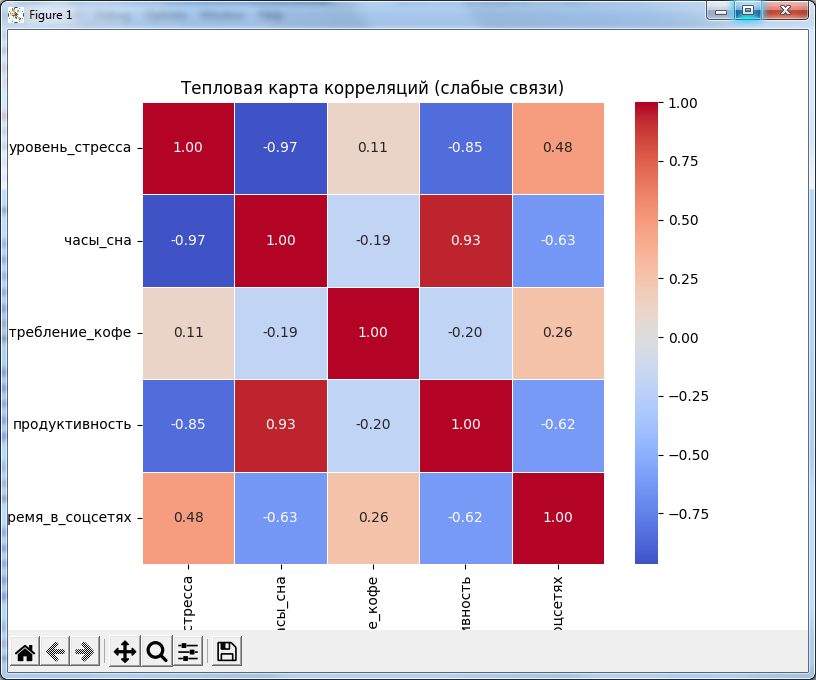 Figure 1
Тепловая карта корреляций (слабые связи)
уровень_стресса 1.00 -0.97 0.11 -0.85 0.48
часы_сна -0.97 1.00 -0.19 0.93 -0.63
требление_кофе 0.11 -0.19 1.00 -0.20 0.26
продуктивность -0.85 0.93 -0.20 1.00 -0.62
ремя_в_соцсетях 0.48 -0.63 0.26 -0.62 1.00
стресса
асы_сна
е_кофе
ивность
оцсетях
1.00
0.75
0.50
0.25
0.00
−0.25
−0.50
−0.75